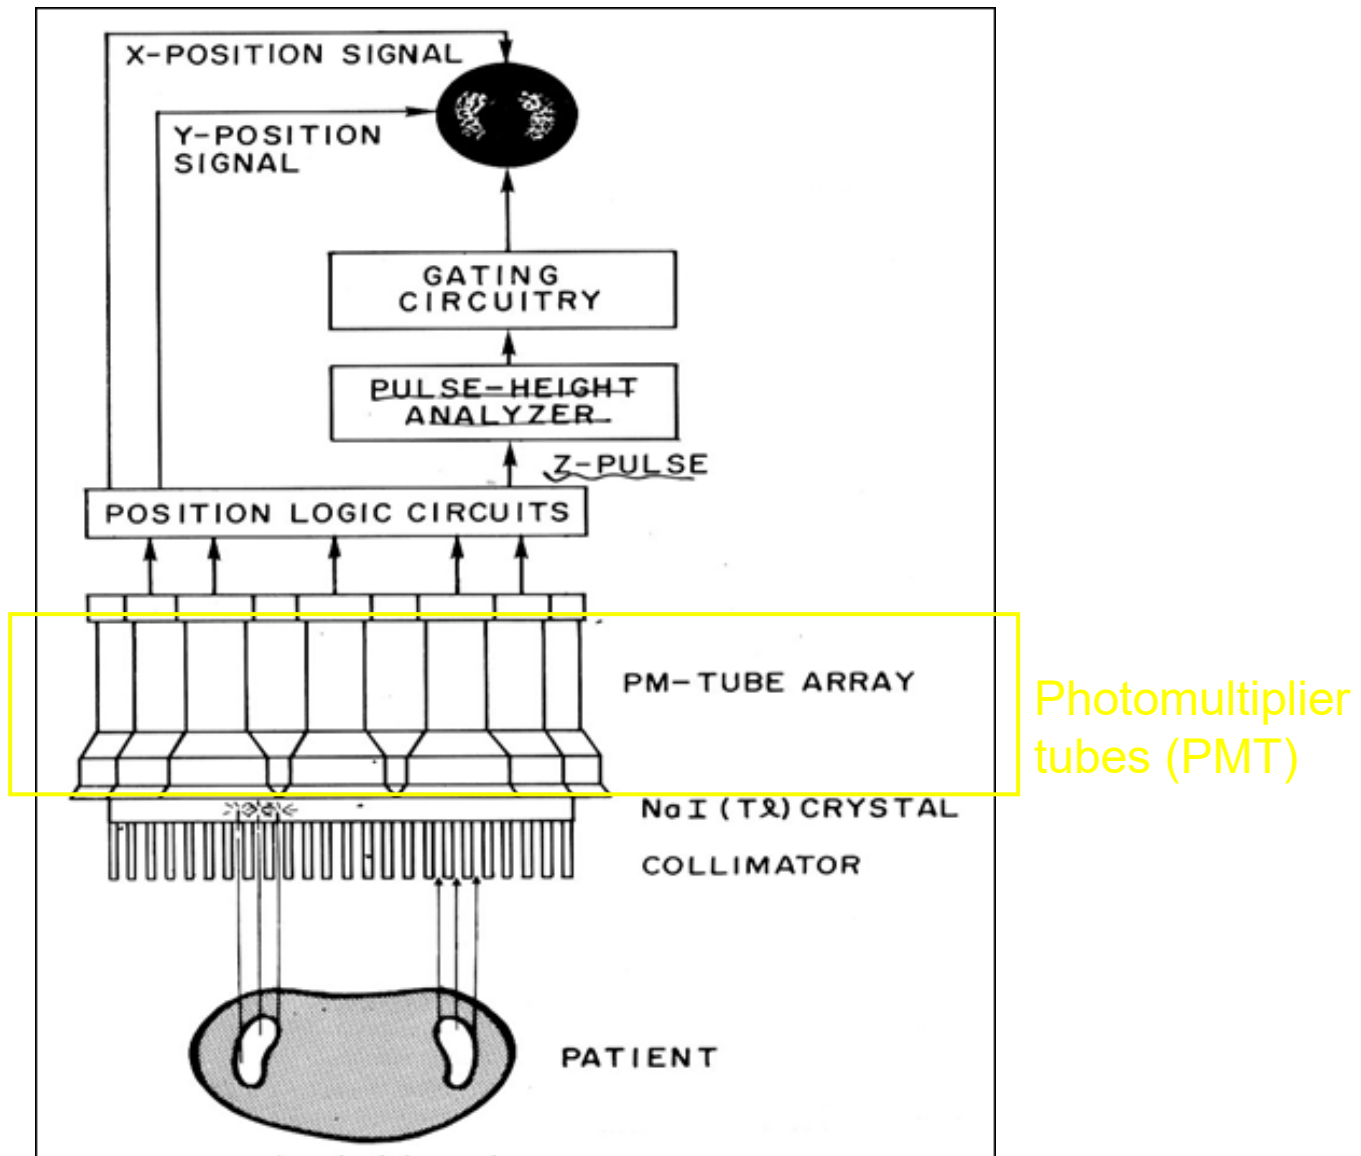 X-POSITION SIGNAL
Y-POSITION
SIGNAL
GATING
CIRCUITRY
PULSE-HEIGHT
ANALYZER
Z-PULSE
POSITION LOGIC CIRCUITS
PM-TUBE ARRAY
Photomultiplier
tubes (PMT)
NaI (Tl) CRYSTAL
COLLIMATOR
PATIENT